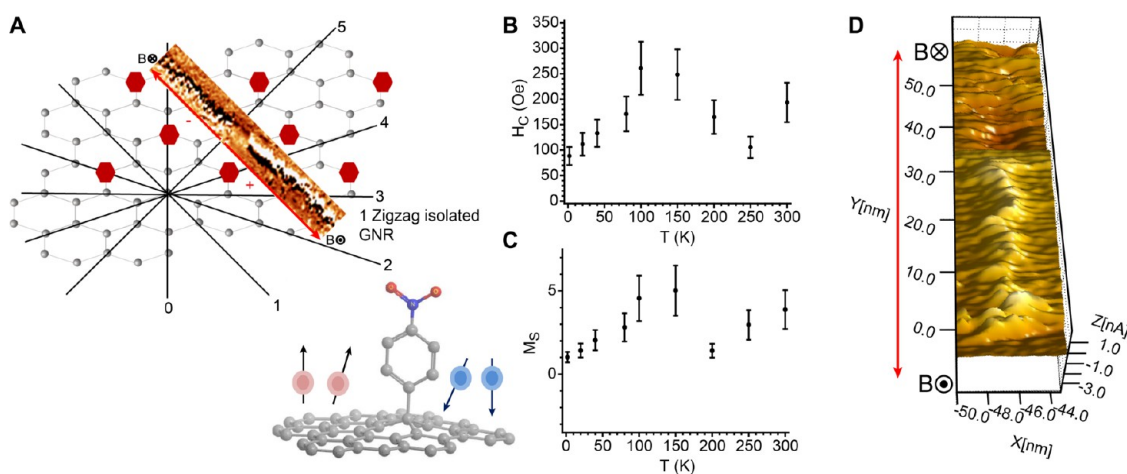 A
5
B⊗
4
-
+
3
1 Zigzag isolated
GNR
B⊙
2
1
0
B
H_C (Oe)
350
300
250
200
150
100
50
0
0 50 100 150 200 250 300
T (K)
C
M_S
5
0
0 50 100 150 200 250 300
T (K)
D
B⊗
50.0
40.0
30.0
Y[nm]
20.0
10.0
0.0
B⊙
Z[nA]
1.0
-1.0
-3.0
-50.0 -48.0 -46.0 -44.0
X[nm]